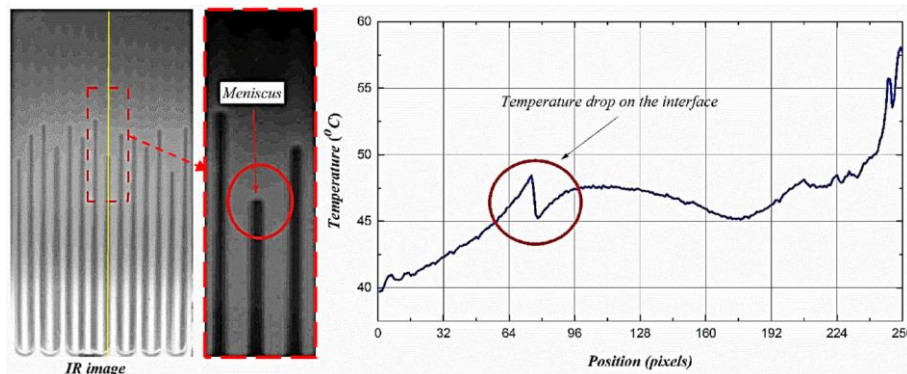 Meniscus
IR image
Temperature drop on the interface
Temperature (°C)
60
55
50
45
40
0
32
64
96
128
160
192
224
256
Position (pixels)